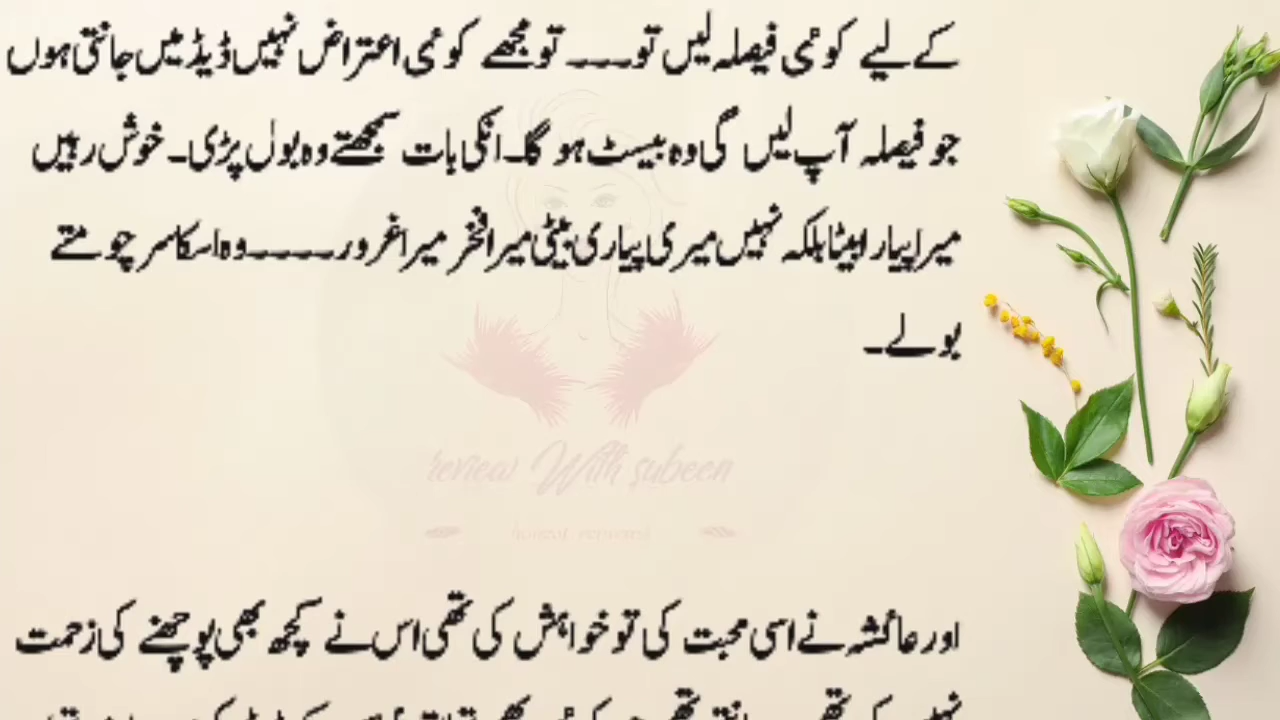 کے لیے کوئی فیصلہ لیں تو۔۔۔۔ تو مجھے کوئی اعتراض نہیں ڈیڈ میں جانتی ہوں
جو فیصلہ آپ لیں گی وہ بیسٹ ہو گا۔ انکی بات سمجھتے وہ بول پڑی۔ خوش رہیں
میرا پیارا بیٹا بلکہ نہیں میری پیاری بیٹی میرا فخر میرا غرور۔۔۔۔۔وہ اسکا سر چومتے
بولے۔
review With subeen
اور عائشہ نے اسی محبت کی تو خواہش کی تھی اس نے کچھ بھی پوچھنے کی زحمت